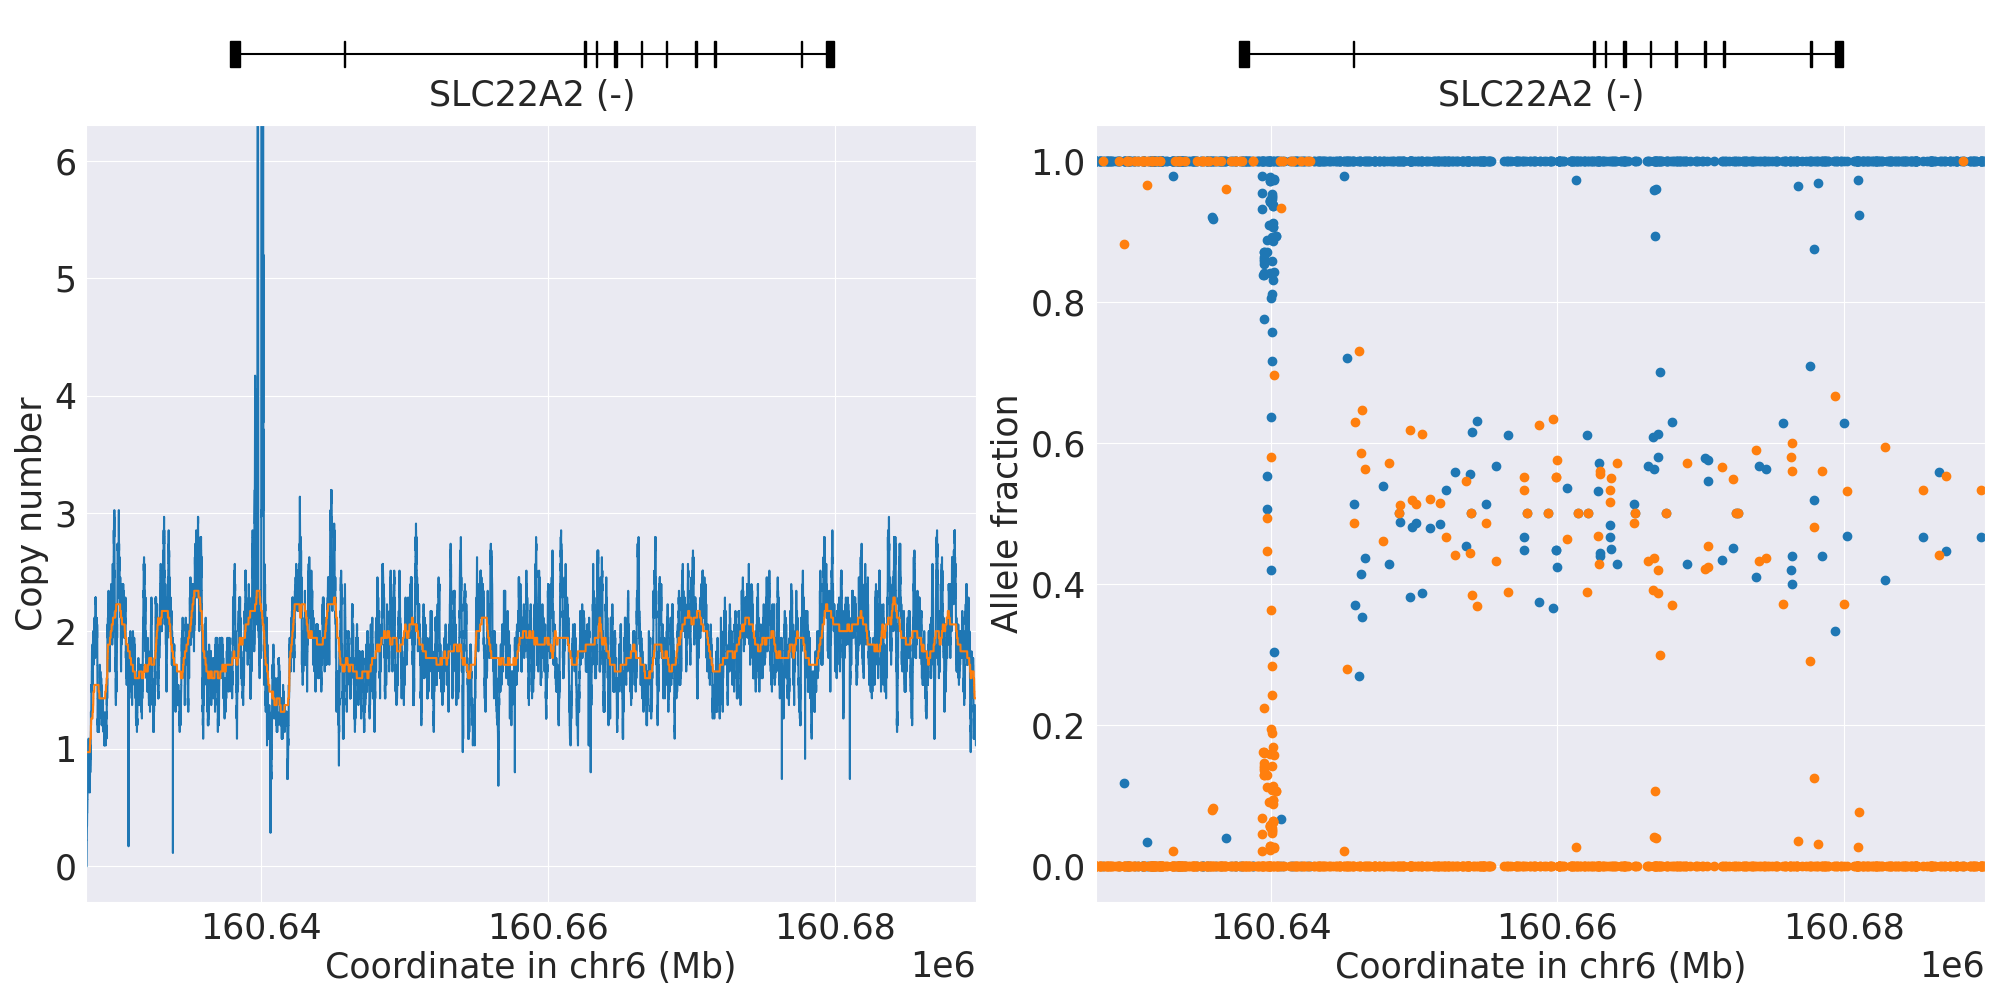 SLC22A2 (-)
SLC22A2 (-)
Copy number
6
5
4
3
2
1
0
160.64
160.66
160.68
Coordinate in chr6 (Mb)
1e6
Allele fraction
1.0
0.8
0.6
0.4
0.2
0.0
160.64
160.66
160.68
Coordinate in chr6 (Mb)
1e6